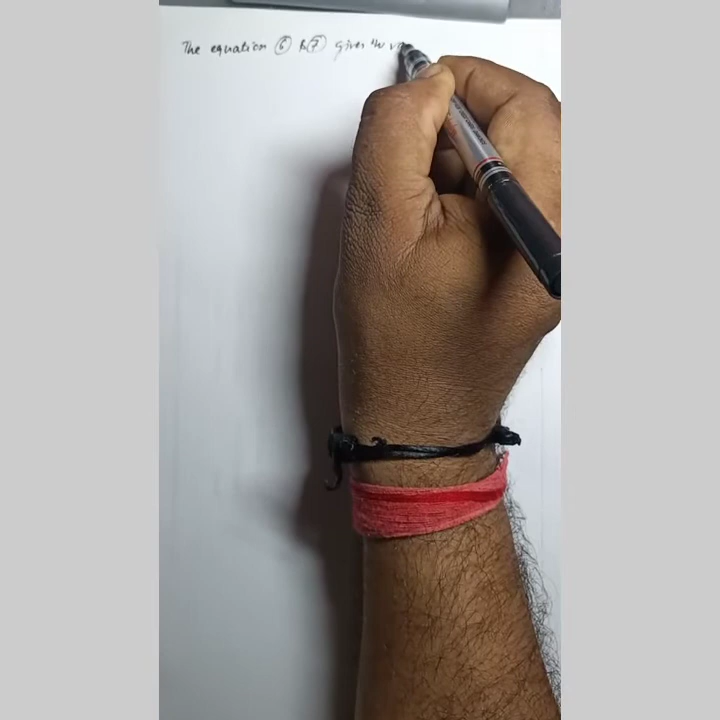 The equation ⑥ & ⑦ gives the